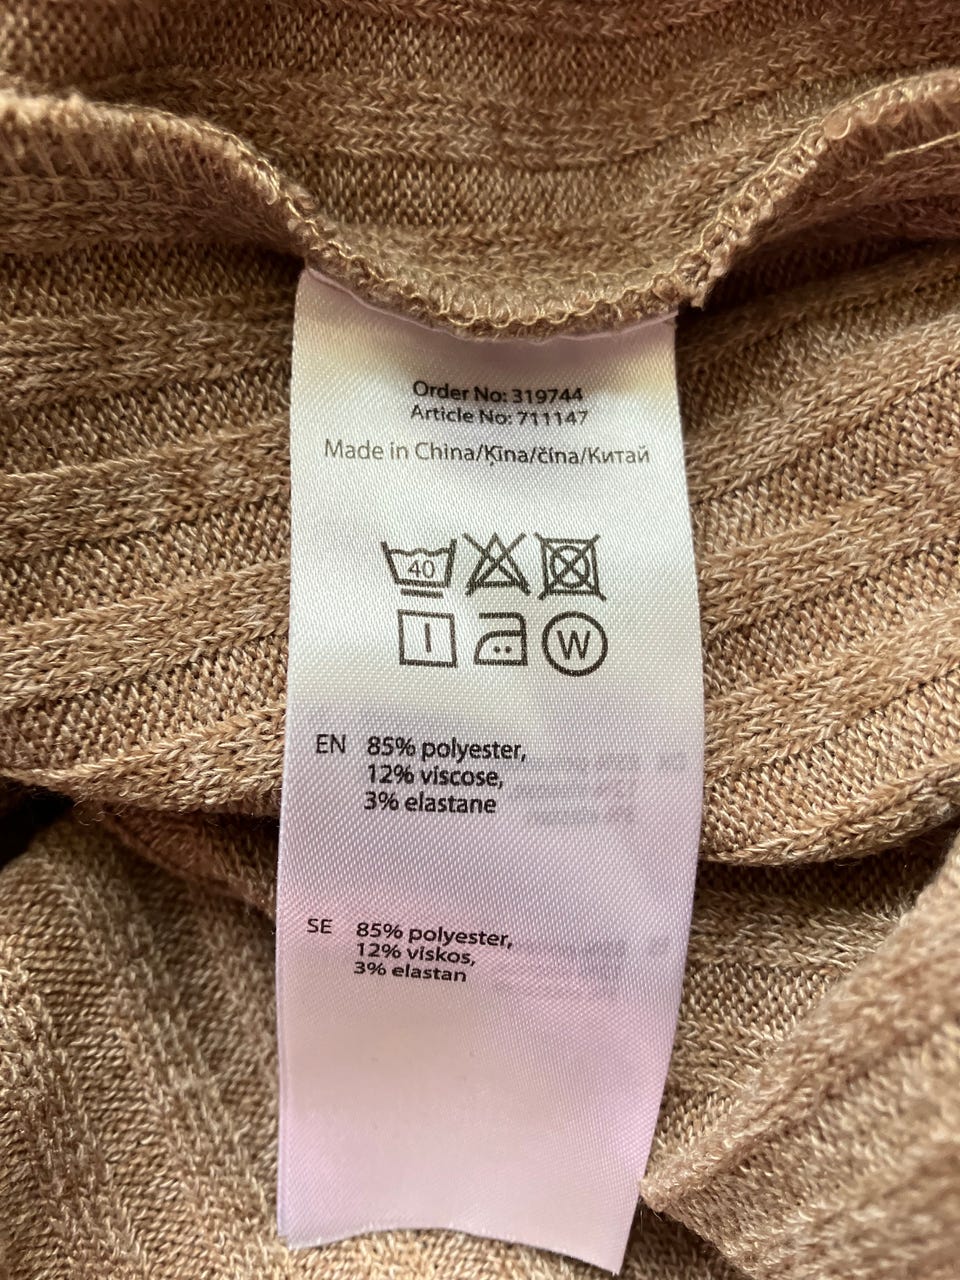 Order No: 319744
Article No: 711147
Made in China/Ķīna/čína/Китай
40
W
EN 85% polyester,
12% viscose,
3% elastane
SE 85% polyester,
12% viskos,
3% elastan